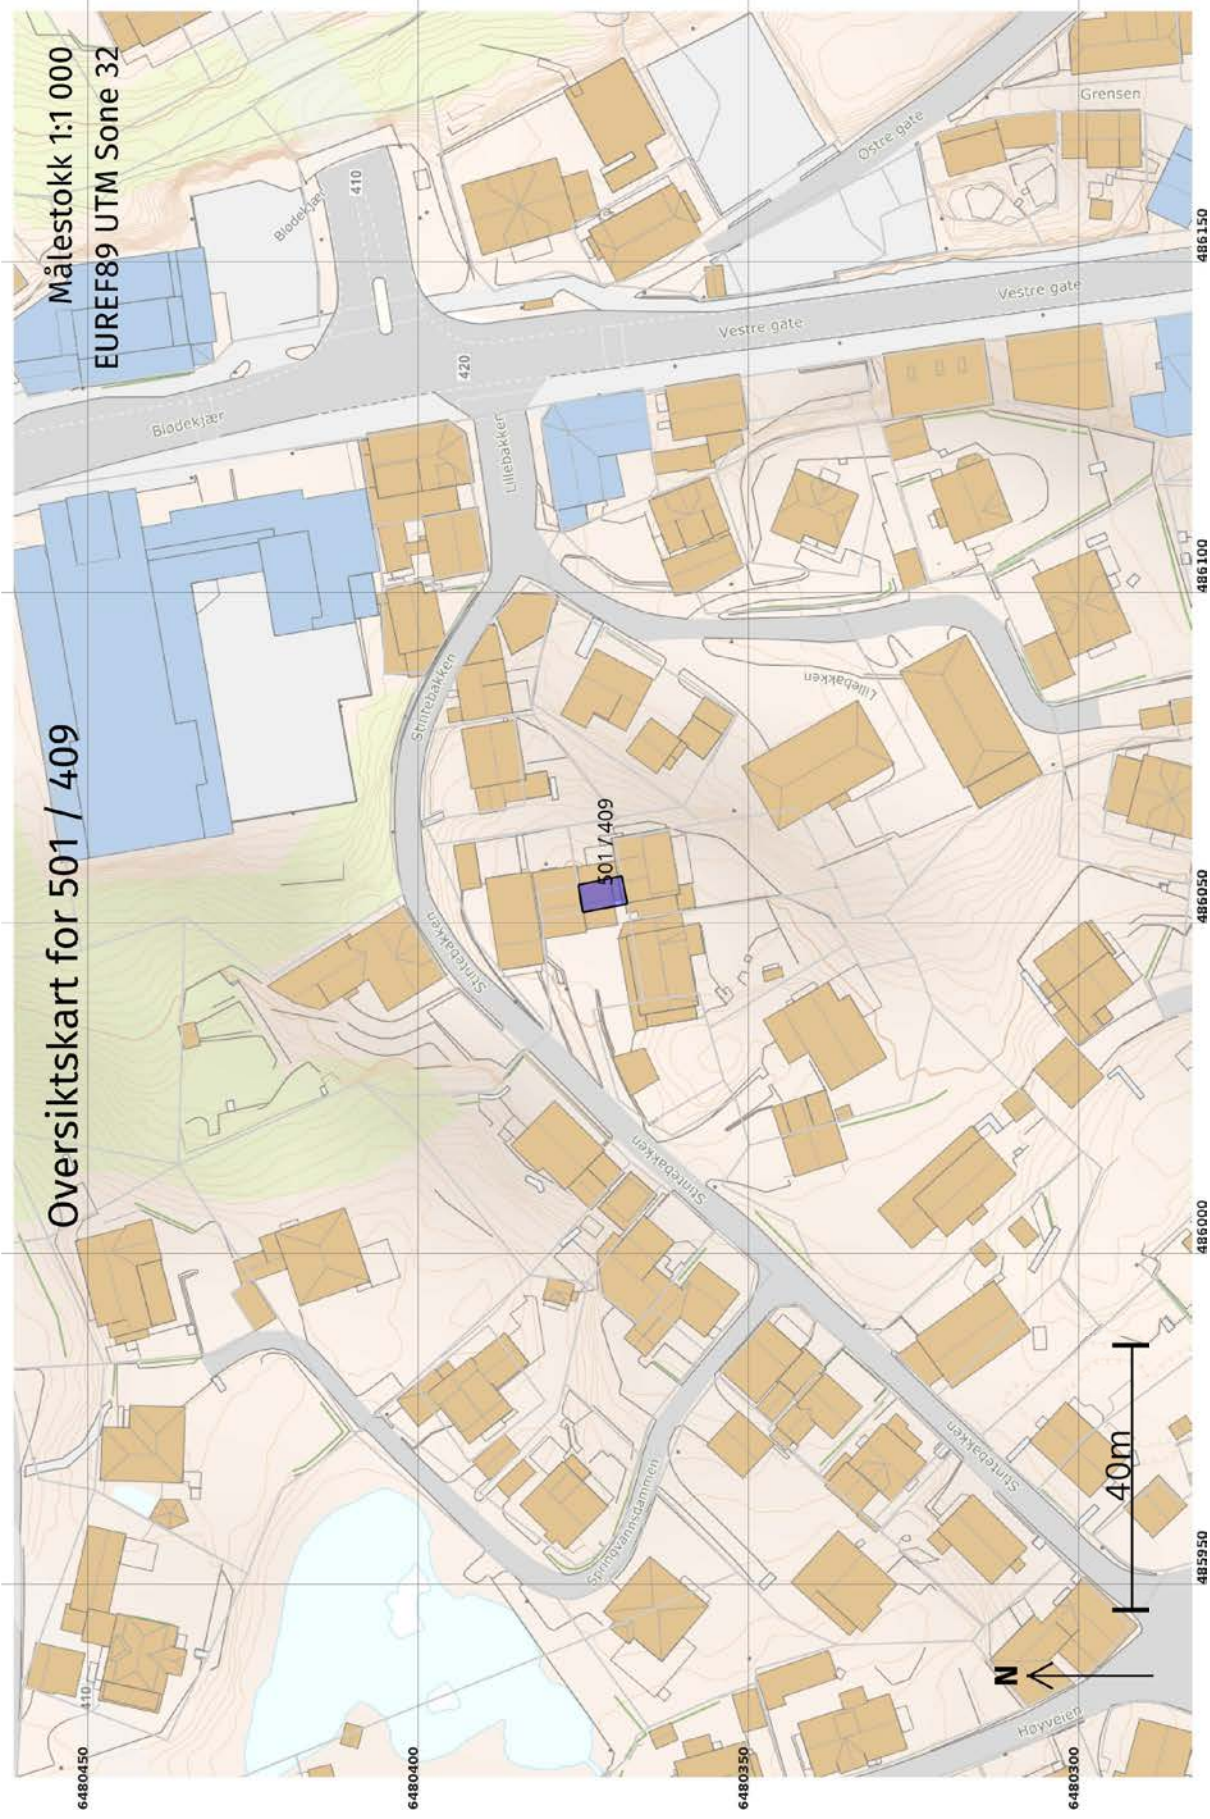 Oversiktskart for 501 / 409
Målestokk 1:1 000
EUREF89 UTM Sone 32
Blødekjær
410
Blødekjær
420
Lillebakken
Vestre gate
Vestre gate
Østre gate
Grensen
Stintebakken
Lillebakken
501 / 409
Stintebakken
Stintebakken
Springvannsdammen
Stintebakken
Høyveien
410
40m
N
6480450
6480400
6480350
6480300
485950
486000
486050
486100
486150